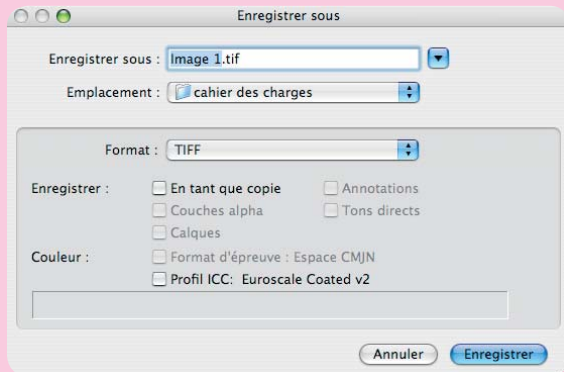 Enregistrer sous
Enregistrer sous : Image 1.tif
Emplacement : cahier des charges
Format : TIFF
Enregistrer : En tant que copie Annotations
Couches alpha Tons directs
Calques
Couleur : Format d'épreuve : Espace CMJN
Profil ICC: Euroscale Coated v2
Annuler Enregistrer